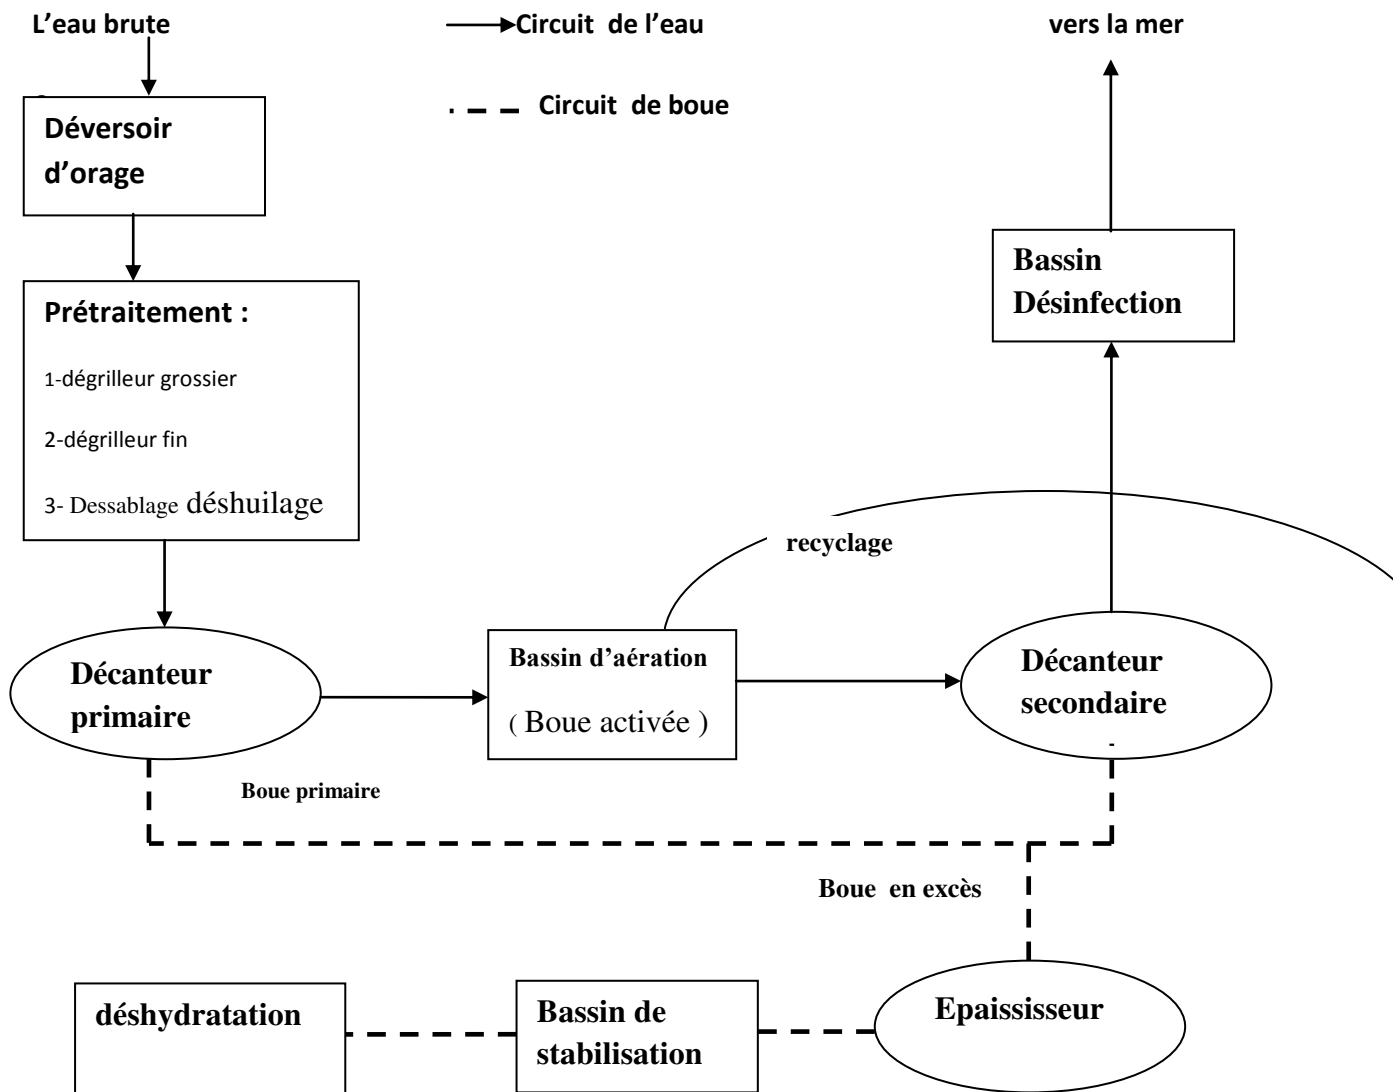 L'eau brute
Circuit de l'eau
vers la mer
Circuit de boue
Déversoir
d'orage
Prétraitement :
1-dégrilleur grossier
2-dégrilleur fin
3- Dessablage déshuilage
Bassin
Désinfection
recyclage
Décanteur
primaire
Bassin d'aération
( Boue activée )
Décanteur
secondaire
Boue primaire
Boue en excès
déshydratation
Bassin de
stabilisation
Epaississeur